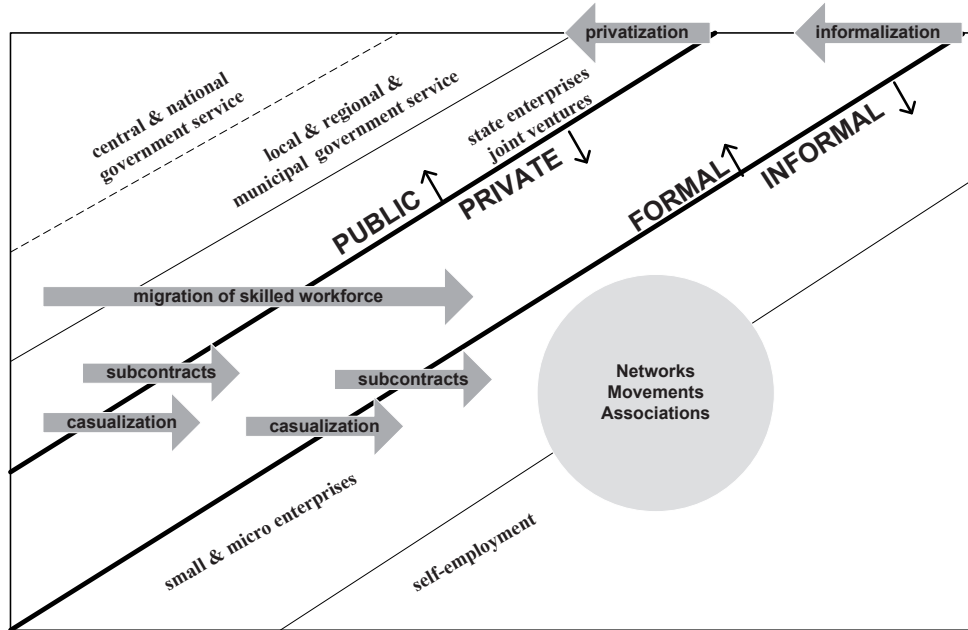 privatization
informalization
central & national
government service
local & regional &
municipal government service
state enterprises
joint ventures
PUBLIC
PRIVATE
FORMAL
INFORMAL
migration of skilled workforce
subcontracts
subcontracts
casualization
casualization
Networks
Movements
Associations
small & micro enterprises
self-employment